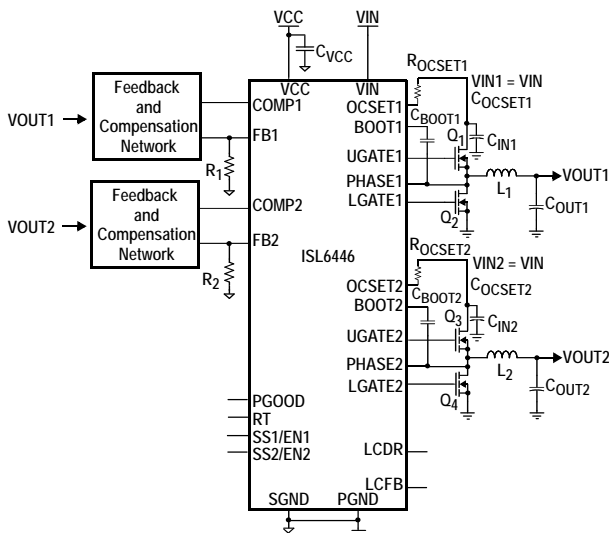 VCC
VIN
CVCC
VCC
VIN
Feedback
and
Compensation
Network
VOUT1
COMP1
FB1
R1
Feedback
and
Compensation
Network
VOUT2
COMP2
FB2
R2
ISL6446
PGOOD
RT
SS1/EN1
SS2/EN2
SGND
PGND
OCSET1
BOOT1
UGATE1
PHASE1
LGATE1
OCSET2
BOOT2
UGATE2
PHASE2
LGATE2
LCDR
LCFB
ROCSET1
VIN1 = VIN
COCSET1
CBOOT1
Q1
CIN1
VOUT1
L1
COUT1
Q2
ROCSET2
VIN2 = VIN
COCSET2
CBOOT2
Q3
CIN2
VOUT2
L2
COUT2
Q4